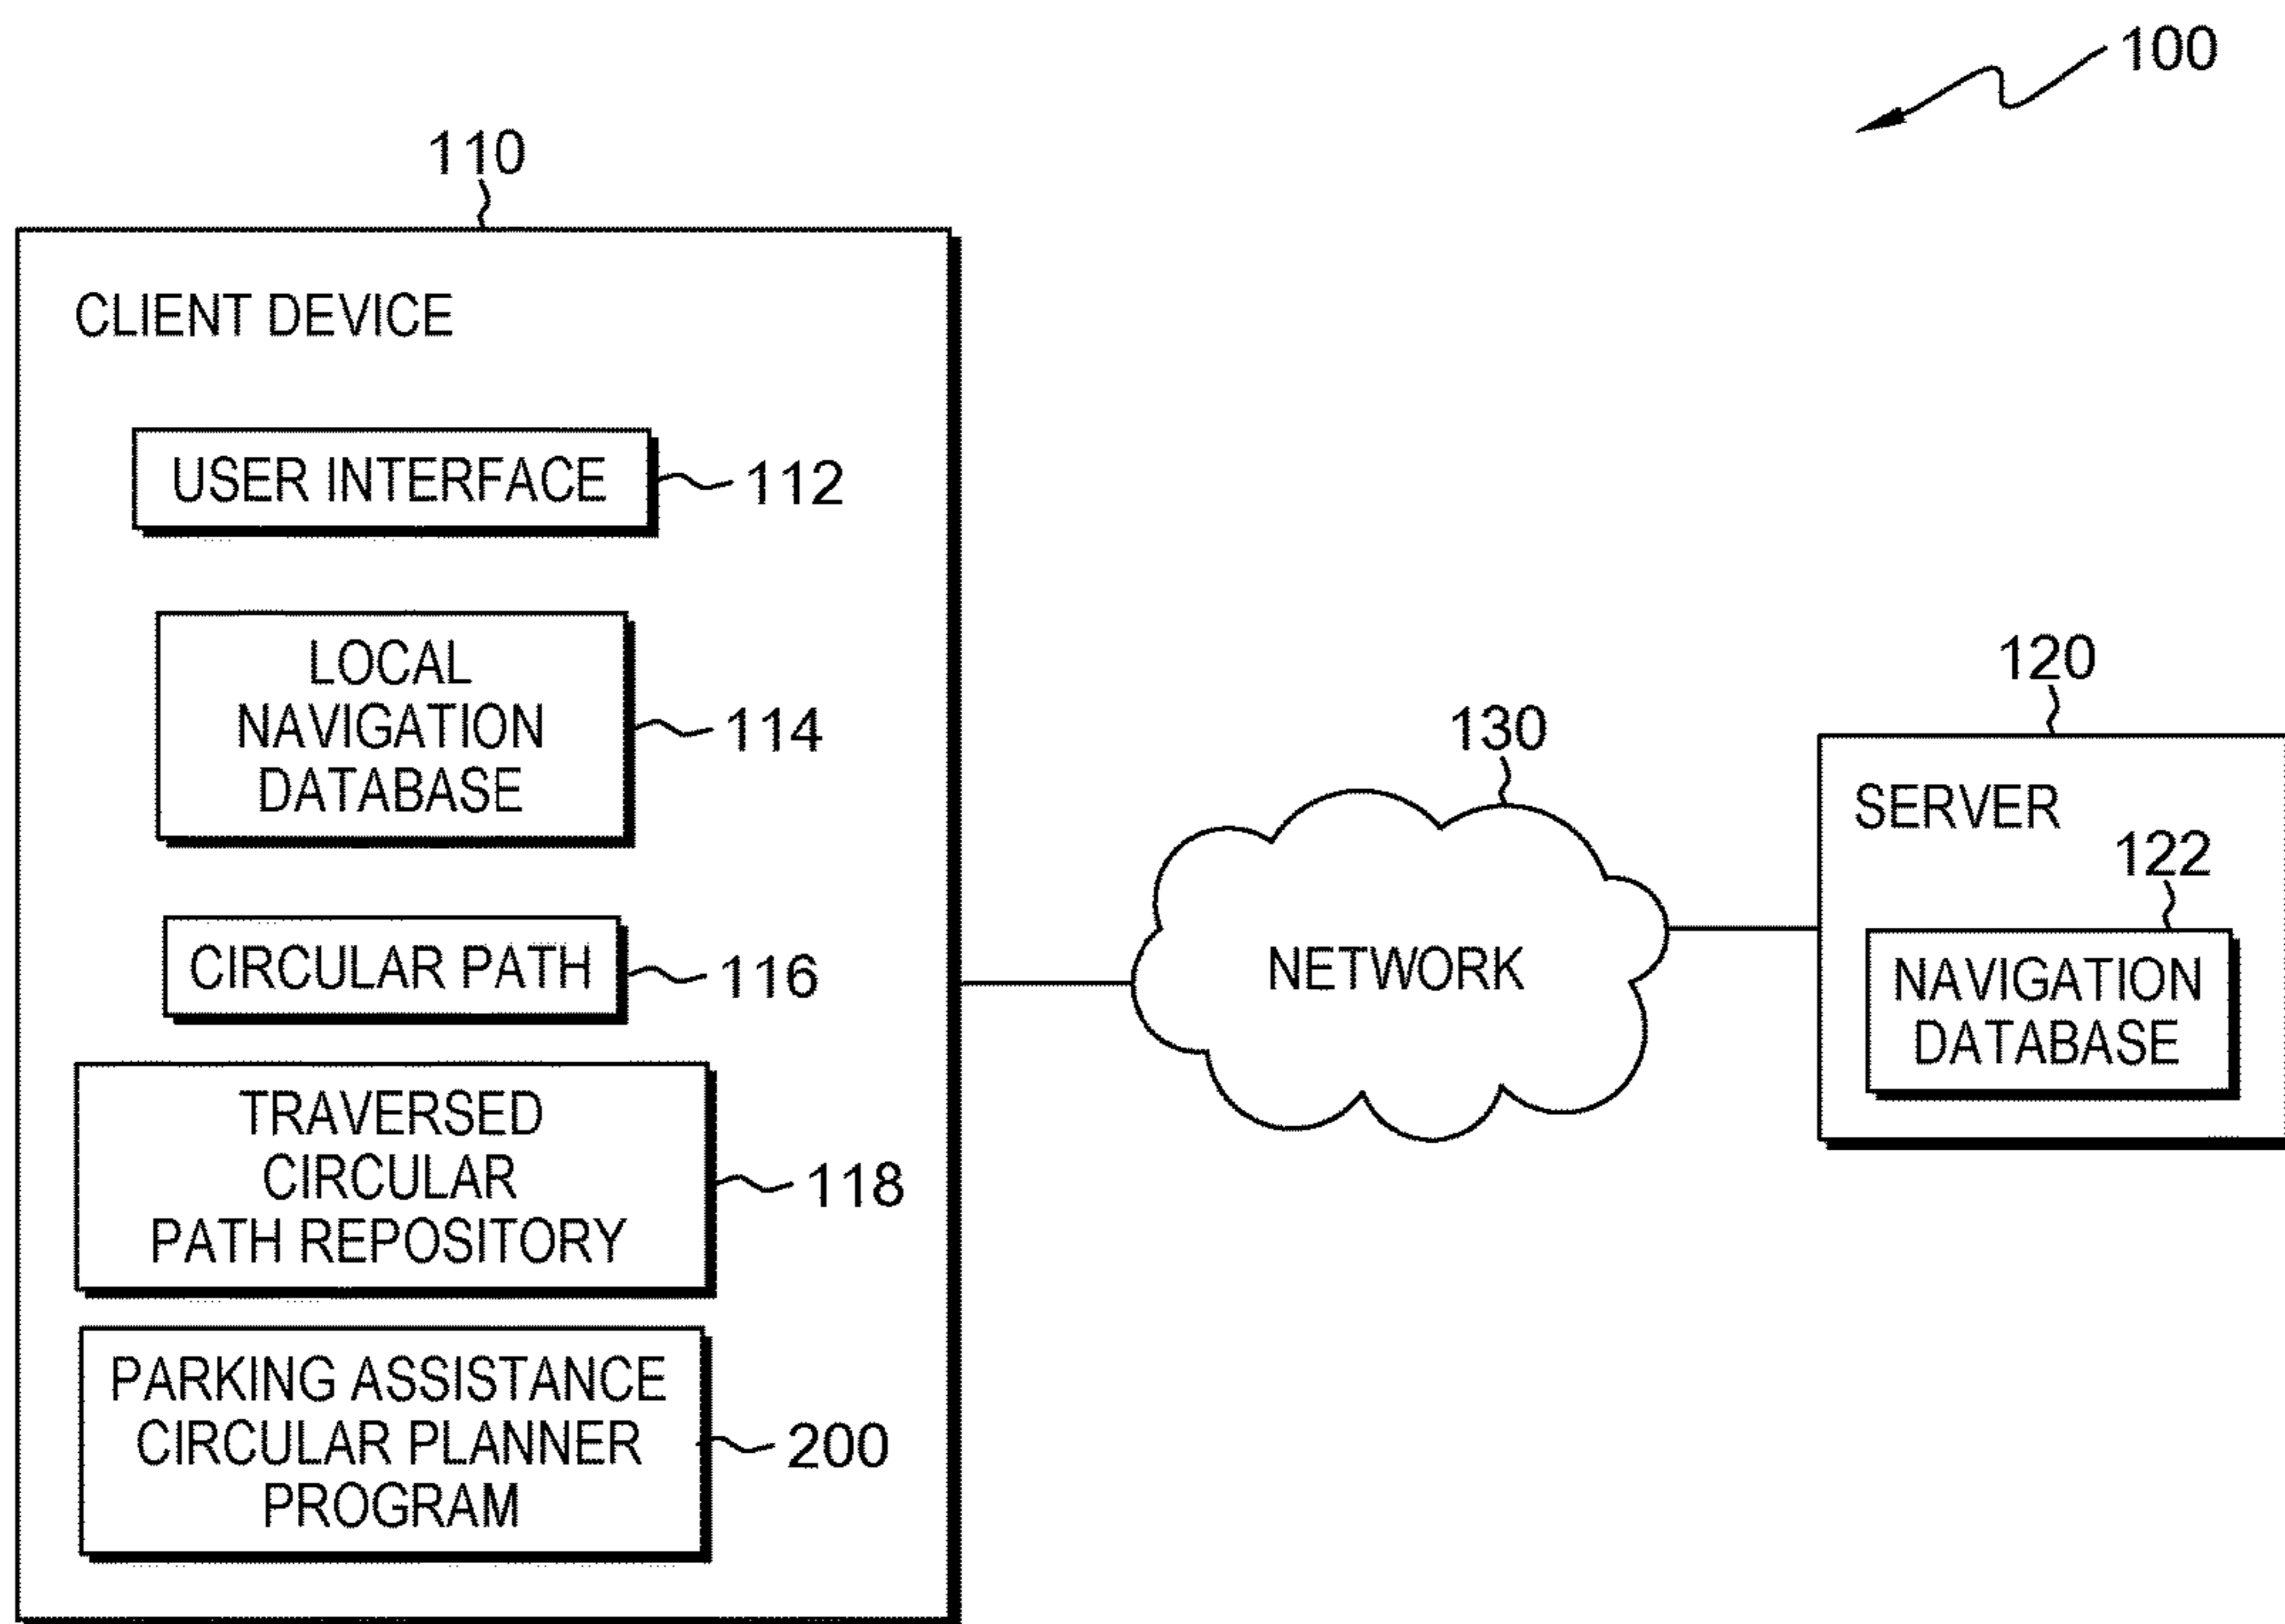 100
110
CLIENT DEVICE
USER INTERFACE
112
LOCAL
NAVIGATION
DATABASE
114
CIRCULAR PATH
116
TRAVERSED
CIRCULAR
PATH REPOSITORY
118
PARKING ASSISTANCE
CIRCULAR PLANNER
PROGRAM
200
130
NETWORK
120
SERVER
122
NAVIGATION
DATABASE